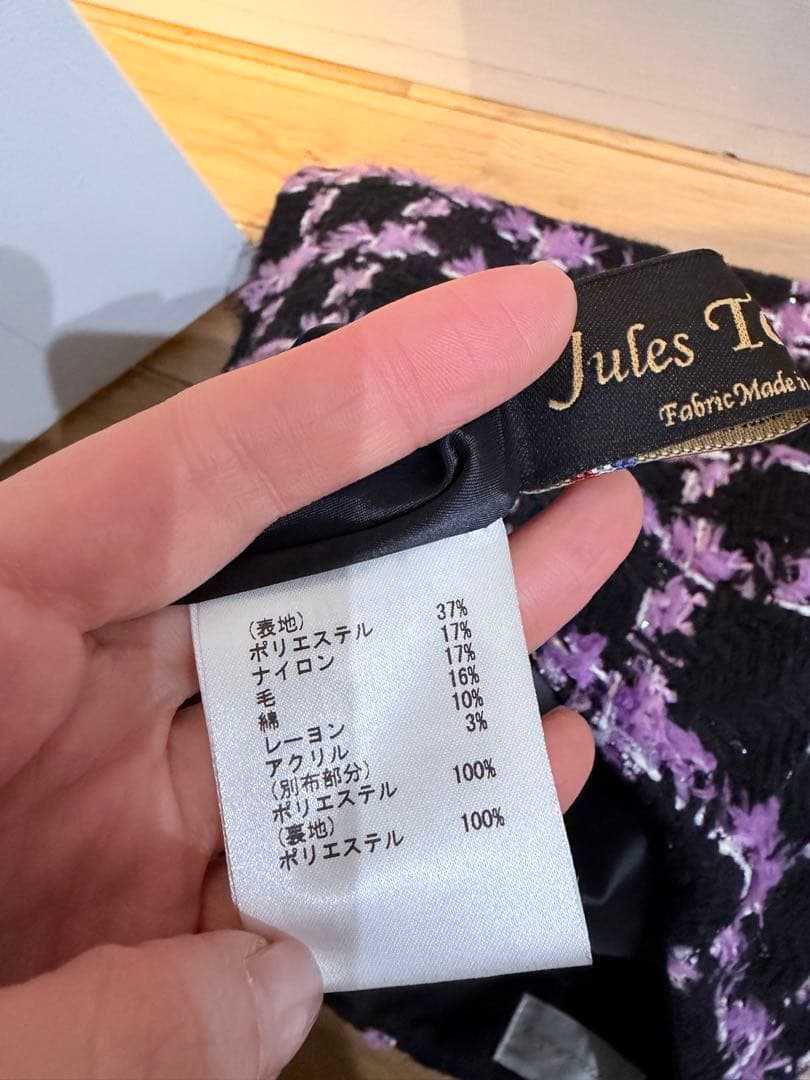 Jules
Fabric Made
(表地)
ポリエステル 37%
ナイロン 17%
毛 17%
綿 16%
レーヨン 10%
アクリル 3%
(別布部分)
ポリエステル 100%
(裏地)
ポリエステル 100%